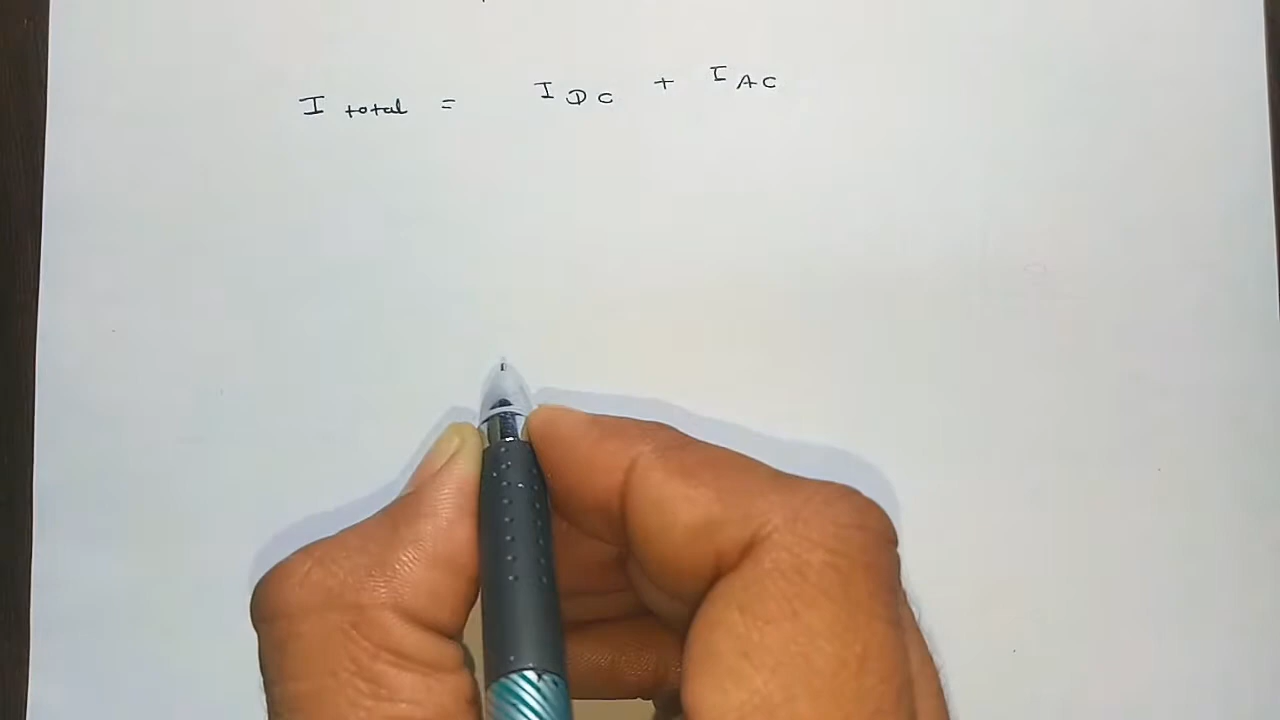 I total = I DC + I AC